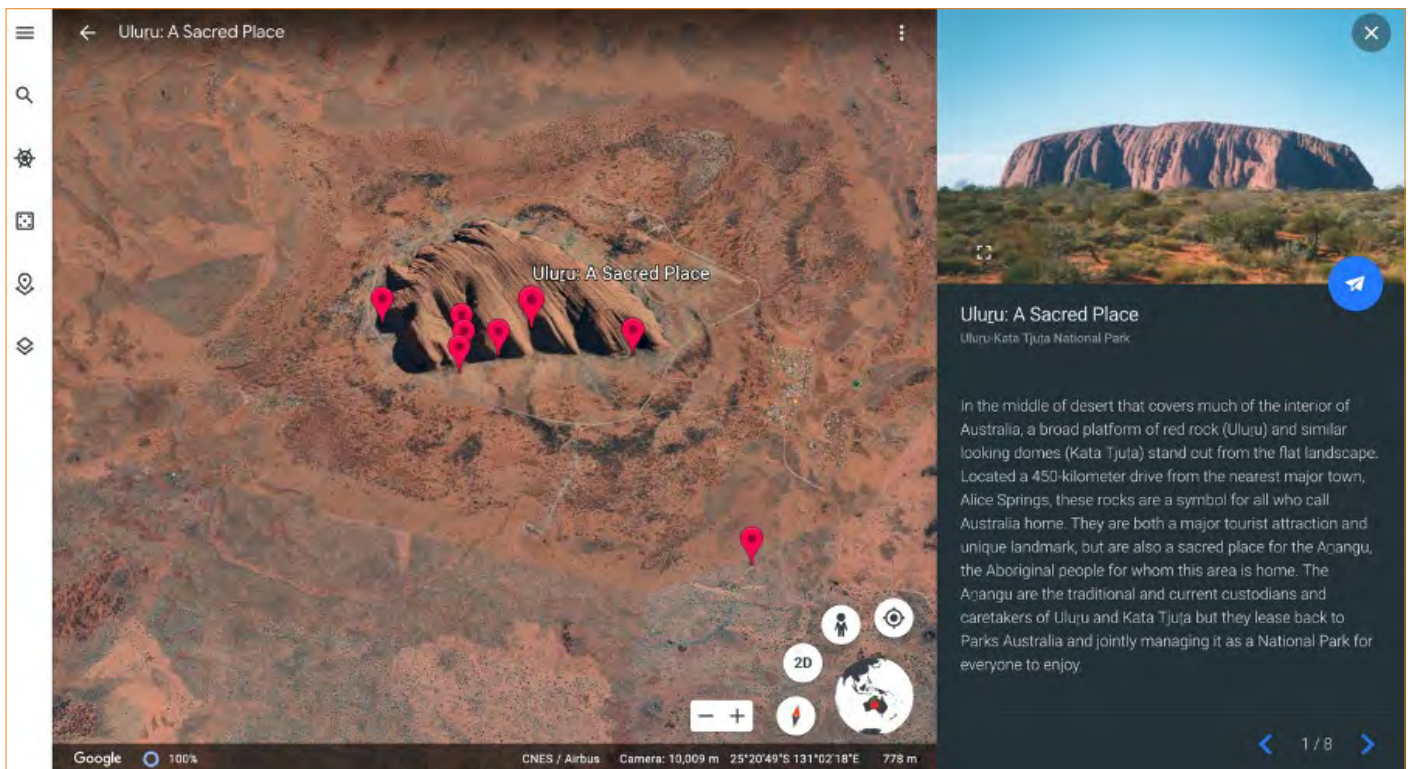 Uluṟu: A Sacred Place
Uluṟu: A Sacred Place
2D
Google 100% CNES / Airbus Camera: 10,009 m 25°20'49"S 131°02'18"E 778 m
Uluṟu: A Sacred Place
Uluṟu-Kata Tjuṯa National Park
In the middle of desert that covers much of the interior of
Australia, a broad platform of red rock (Uluṟu) and similar
looking domes (Kata Tjuṯa) stand out from the flat landscape.
Located a 450-kilometer drive from the nearest major town,
Alice Springs, these rocks are a symbol for all who call
Australia home. They are both a major tourist attraction and
unique landmark, but are also a sacred place for the Aṉangu,
the Aboriginal people for whom this area is home. The
Aṉangu are the traditional and current custodians and
caretakers of Uluṟu and Kata Tjuṯa but they lease back to
Parks Australia and jointly managing it as a National Park for
everyone to enjoy.
1 / 8